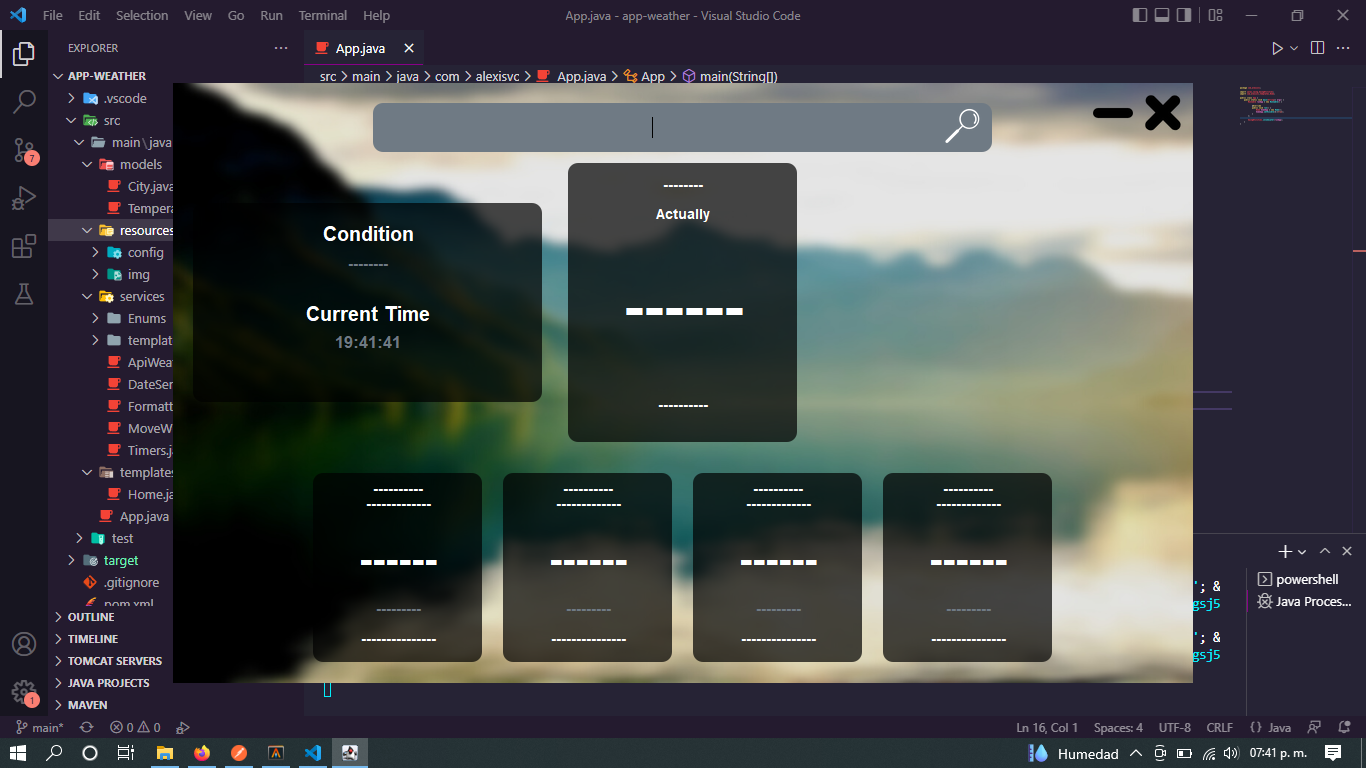 File Edit Selection View Go Run Terminal Help
App.java - app-weather - Visual Studio Code
EXPLORER
App.java
APP-WEATHER
src > main > java > com > alexisvc > App.java > App > main(String[])
.vscode
src
main\java
models
City.java
Tempera
resources
config
img
services
Enums
templat
ApiWea
DateSer
Formatt
MoveW
Timers.ja
templates
Home.ja
App.java
test
target
.gitignore
pom.xml
OUTLINE
TIMELINE
TOMCAT SERVERS
JAVA PROJECTS
MAVEN
7
1
Condition
--------
Current Time
19:41:41
--------
Actually
------
----------
----------
-------------
------
---------
---------------
----------
-------------
------
---------
---------------
----------
-------------
------
---------
---------------
----------
-------------
------
---------
---------------
'; &
gsj5
'; &
gsj5
powershell
Java Proces...
main*
0 0
Ln 16, Col 1 Spaces: 4 UTF-8 CRLF {} Java
Humedad
07:41 p. m.